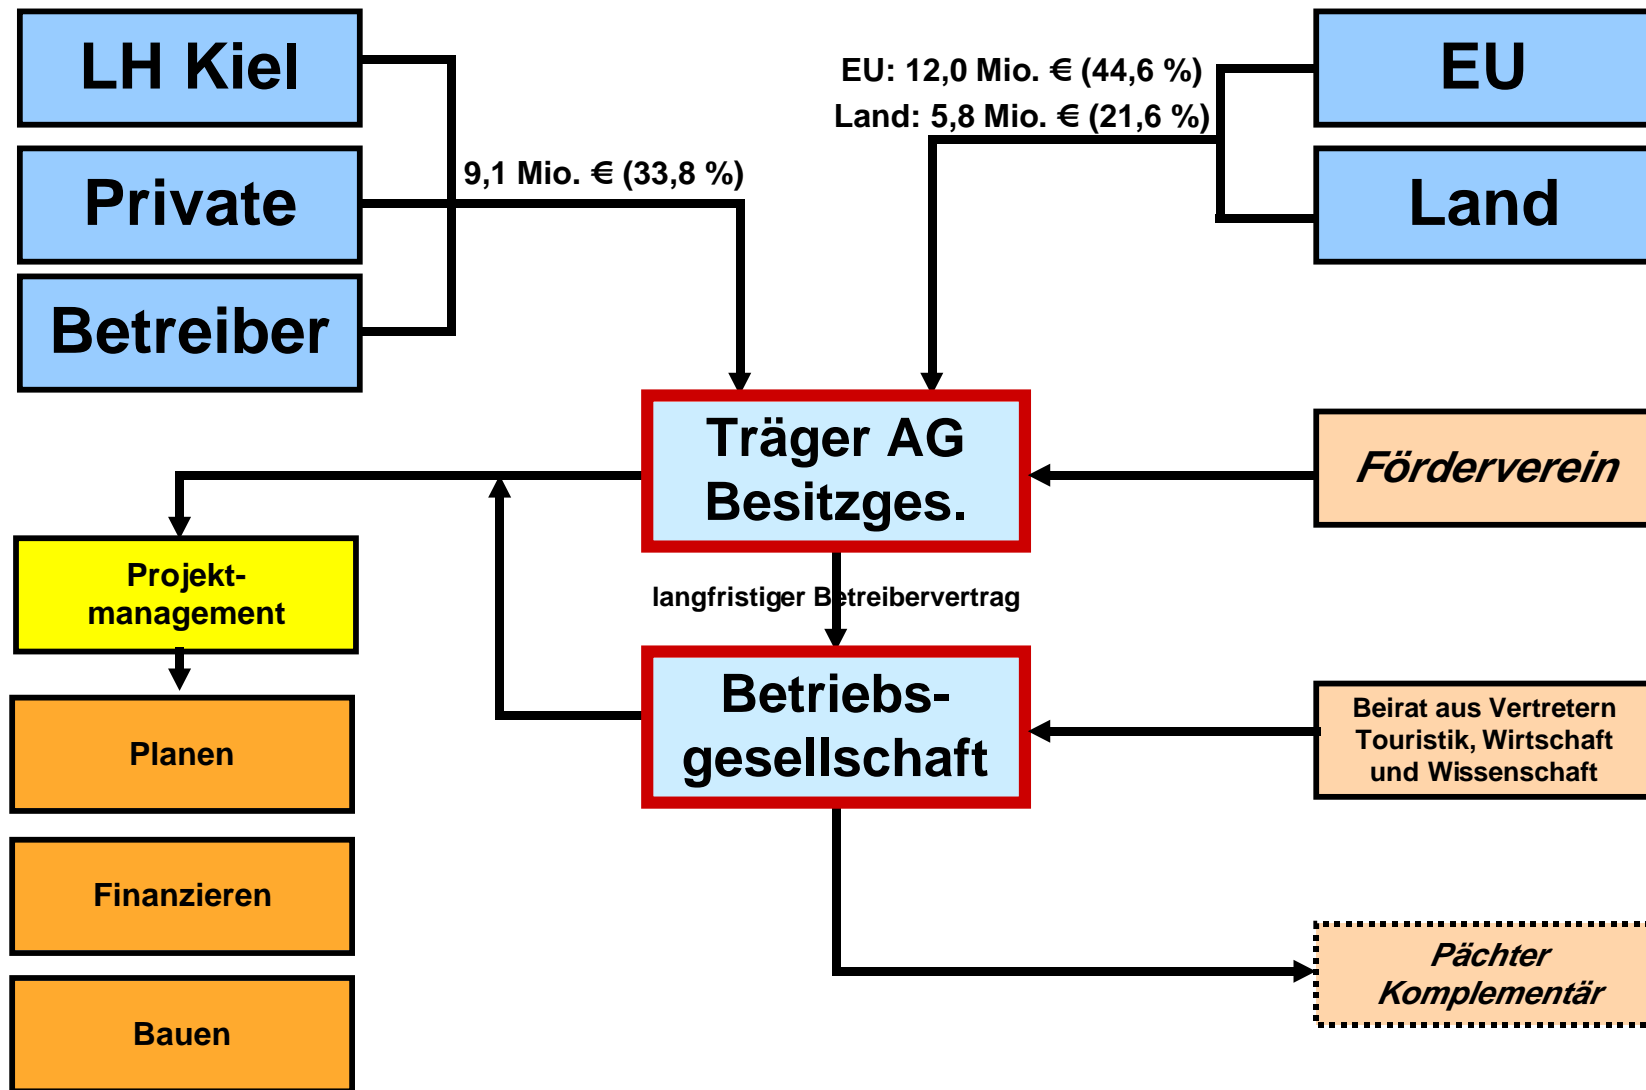 LH Kiel
Private
Betreiber
9,1 Mio. € (33,8 %)
EU: 12,0 Mio. € (44,6 %)
Land: 5,8 Mio. € (21,6 %)
EU
Land
Träger AG
Besitzges.
Förderverein
Projekt-
management
langfristiger Betreibervertrag
Betriebs-
gesellschaft
Beirat aus Vertretern
Touristik, Wirtschaft
und Wissenschaft
Planen
Finanzieren
Bauen
Pächter
Komplementär